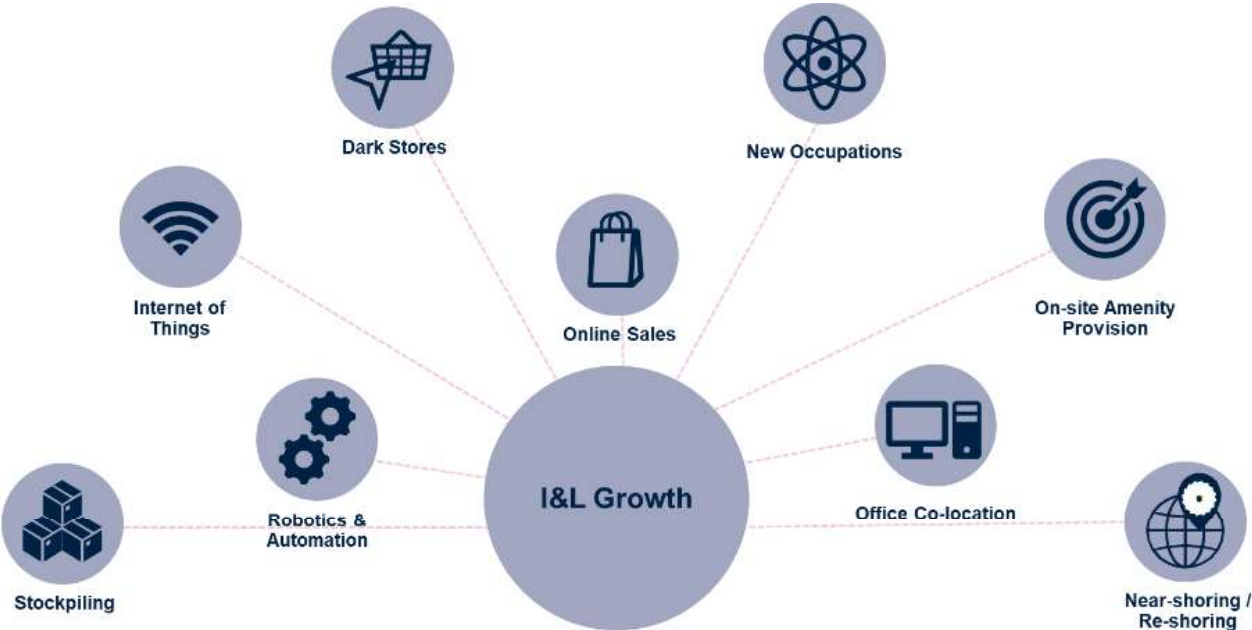 Dark Stores
New Occupations
Internet of
Things
Online Sales
On-site Amenity
Provision
Robotics &
Automation
I&L Growth
Office Co-location
Stockpiling
Near-shoring /
Re-shoring